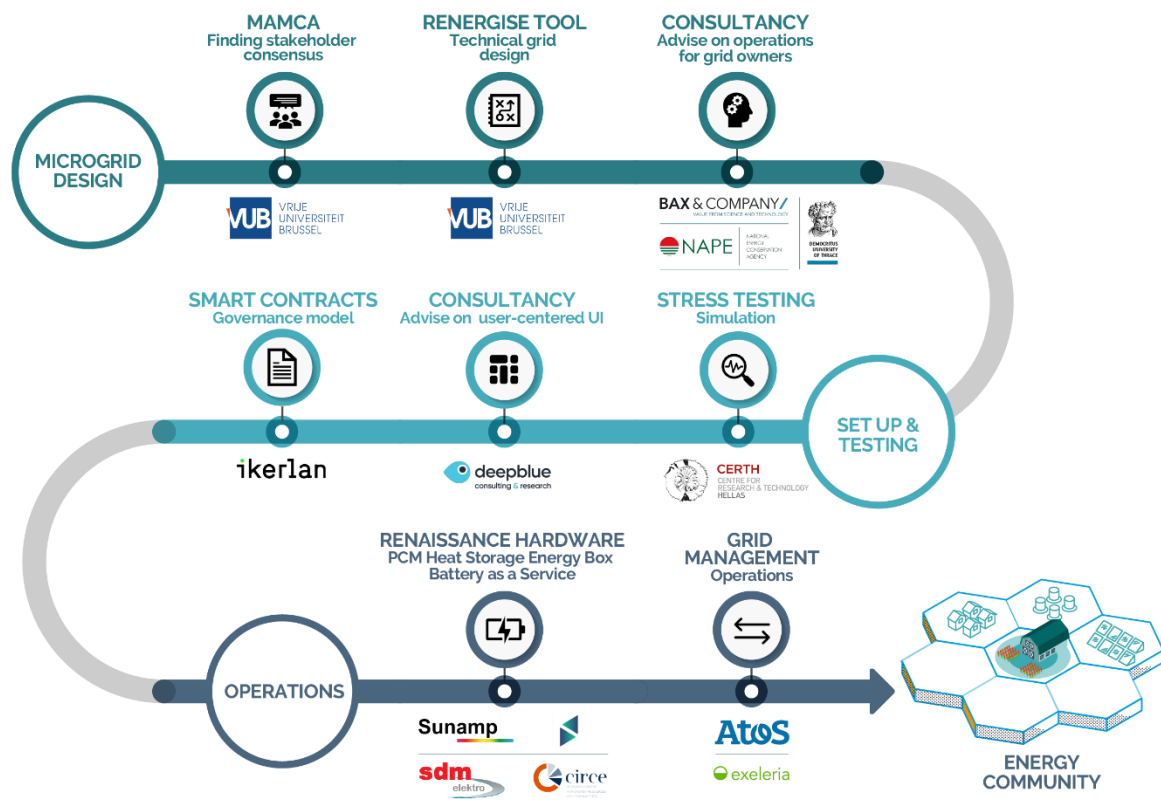 MAMCA
Finding stakeholder
consensus
RENERGISE TOOL
Technical grid
design
CONSULTANCY
Advise on operations
for grid owners
MICROGRID
DESIGN
VUB
VRIJE
UNIVERSITEIT
BRUSSEL
VUB
VRIJE
UNIVERSITEIT
BRUSSEL
BAX & COMPANY/
VALUE FROM SCIENCE AND TECHNOLOGY
NAPE
NATIONAL
ENERGY
CONSERVATION
AGENCY
DEMOCRITUS
UNIVERSITY
OF THRACE
SMART CONTRACTS
Governance model
CONSULTANCY
Advise on user-centered UI
STRESS TESTING
Simulation
SET UP &
TESTING
ikerlan
deepblue
consulting & research
CERTH
CENTRE FOR
RESEARCH & TECHNOLOGY
HELLAS
RENAISSANCE HARDWARE
PCM Heat Storage Energy Box
Battery as a Service
GRID
MANAGEMENT
Operations
OPERATIONS
Sunamp
sdm
elektro
circe
Atos
exeleria
ENERGY
COMMUNITY